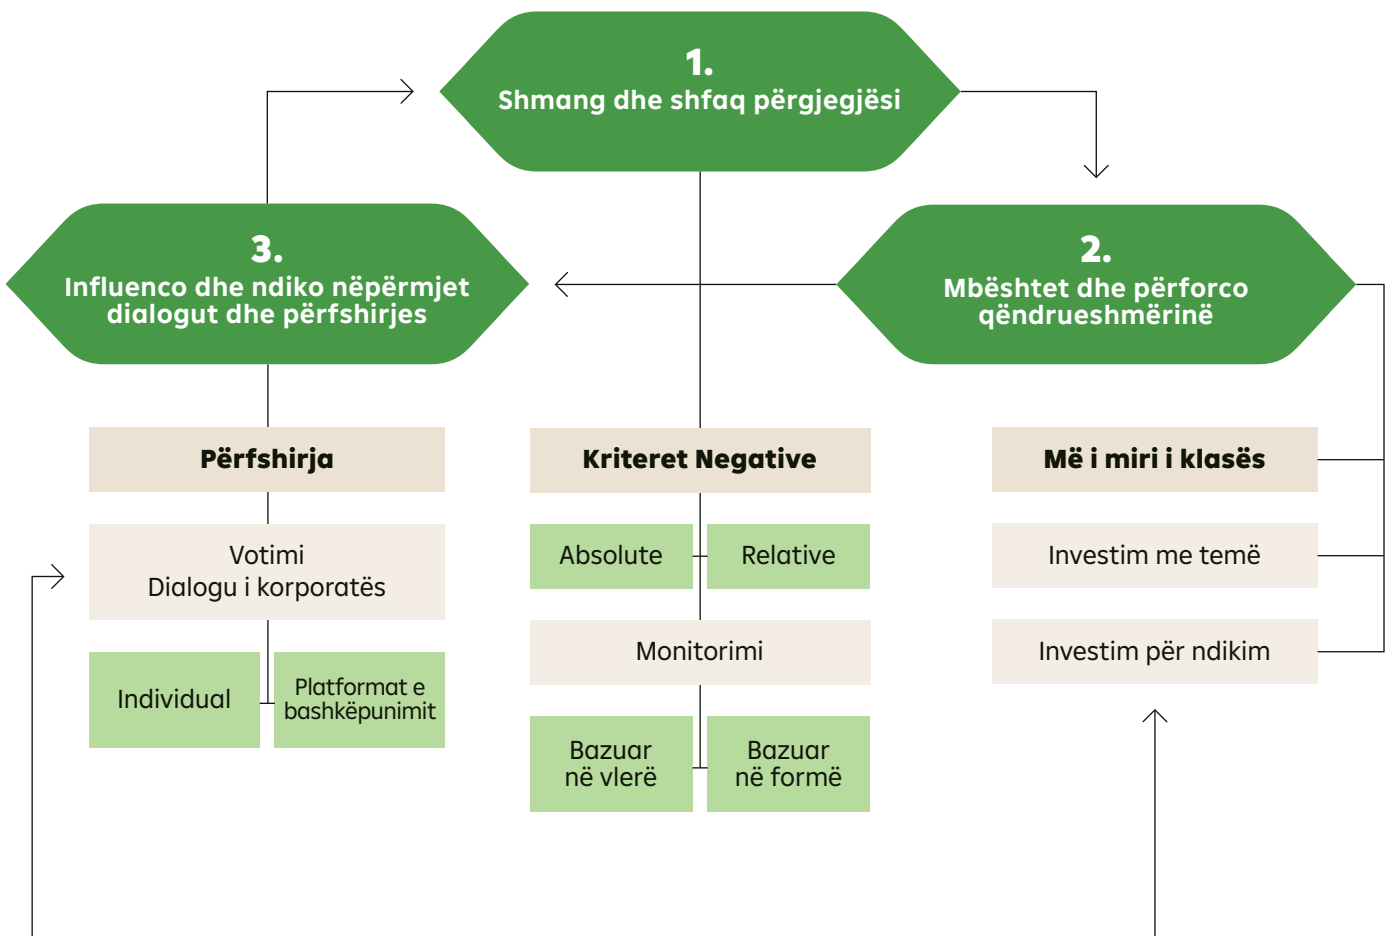 1.
Shmang dhe shfaq përgjegjësi
3.
Influenco dhe ndiko nëpërmjet
dialogut dhe përfshirjes
2.
Mbështet dhe përforco
qëndrueshmërinë
Përfshirja
Votimi
Dialogu i korporatës
Individual
Platformat e
bashkëpunimit
Kriteret Negative
Absolute
Relative
Monitorimi
Bazuar
në vlerë
Bazuar
në formë
Më i miri i klasës
Investim me temë
Investim për ndikim